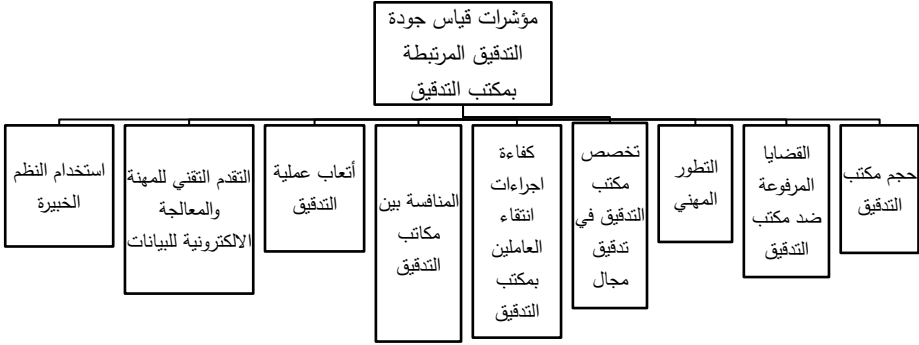 مؤشرات قياس جودة
التدقيق المرتبطة
بمكتب التدقيق
حجم مكتب
التدقيق
القضايا
المرفوعة
ضد مكتب
التدقيق
التطور
المهني
تخصص
مكتب
التدقيق في
تدقيق
مجال
كفاءة
اجراءات
انتقاء
العاملين
بمكتب
التدقيق
المنافسة بين
مكاتب
التدقيق
أتعاب عملية
التدقيق
التقدم التقني للمهنة
والمعالجة
الالكترونية للبيانات
استخدام النظم
الخبيرة